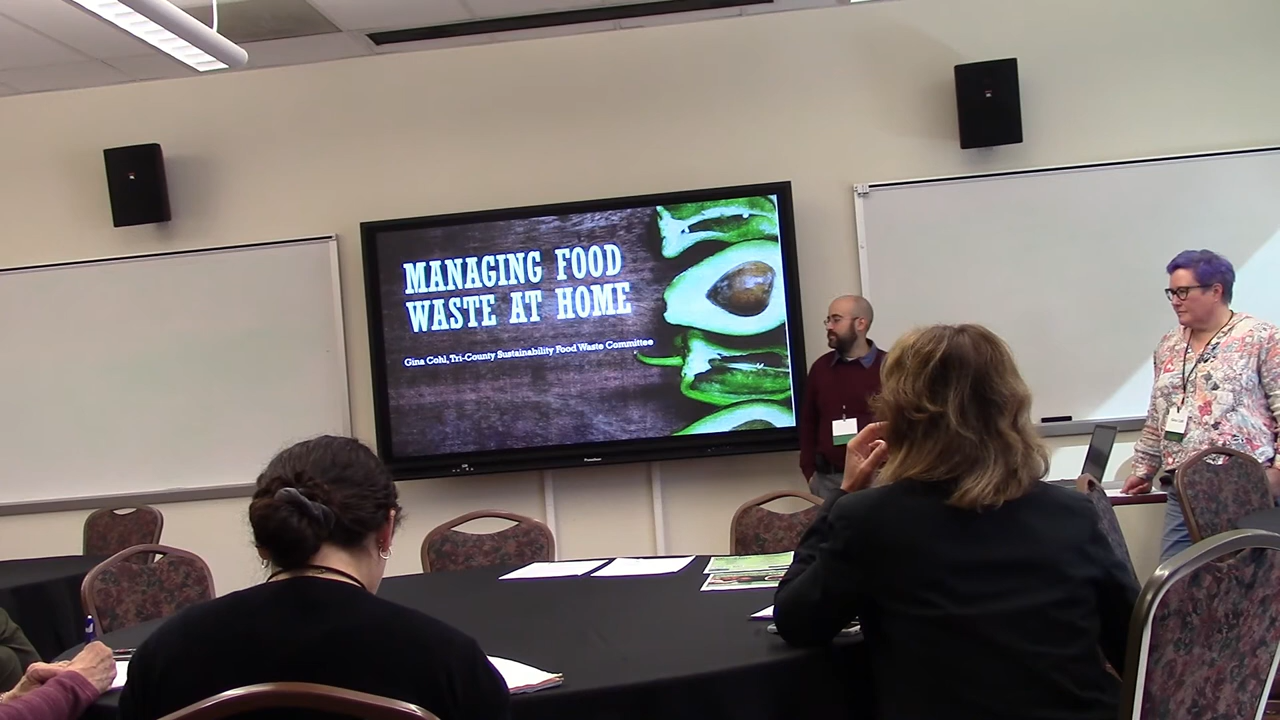 MANAGING FOOD
WASTE AT HOME
Gina Cohl, Tri-County Sustainability Food Waste Committee